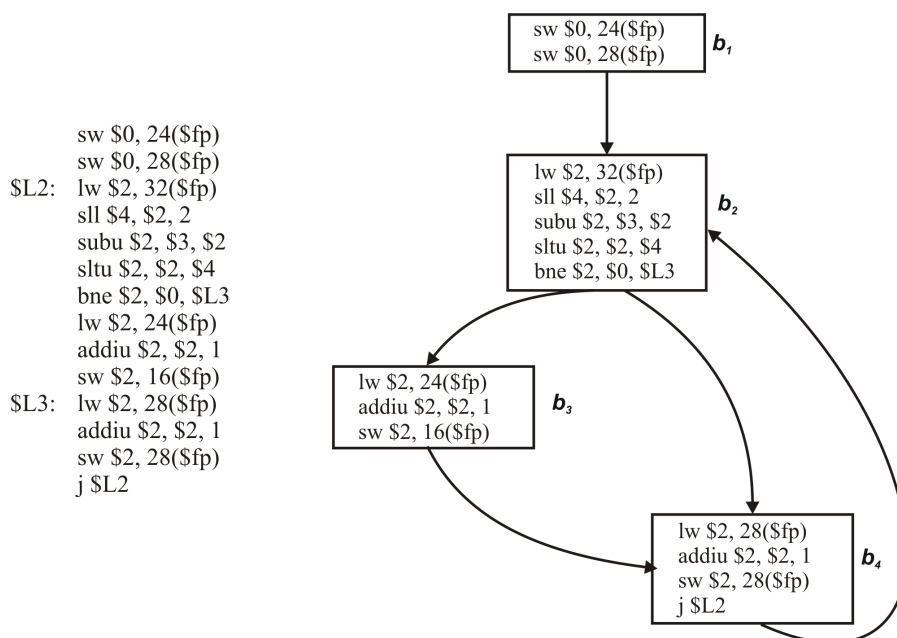 sw $0, 24($fp)
sw $0, 28($fp)
$L2: lw $2, 32($fp)
sll $4, $2, 2
subu $2, $3, $2
sltu $2, $2, $4
bne $2, $0, $L3
lw $2, 24($fp)
addiu $2, $2, 1
sw $2, 16($fp)
$L3: lw $2, 28($fp)
addiu $2, $2, 1
sw $2, 28($fp)
j $L2
sw $0, 24($fp)
sw $0, 28($fp)
b1
lw $2, 32($fp)
sll $4, $2, 2
subu $2, $3, $2
sltu $2, $2, $4
bne $2, $0, $L3
b2
lw $2, 24($fp)
addiu $2, $2, 1
sw $2, 16($fp)
b3
lw $2, 28($fp)
addiu $2, $2, 1
sw $2, 28($fp)
j $L2
b4